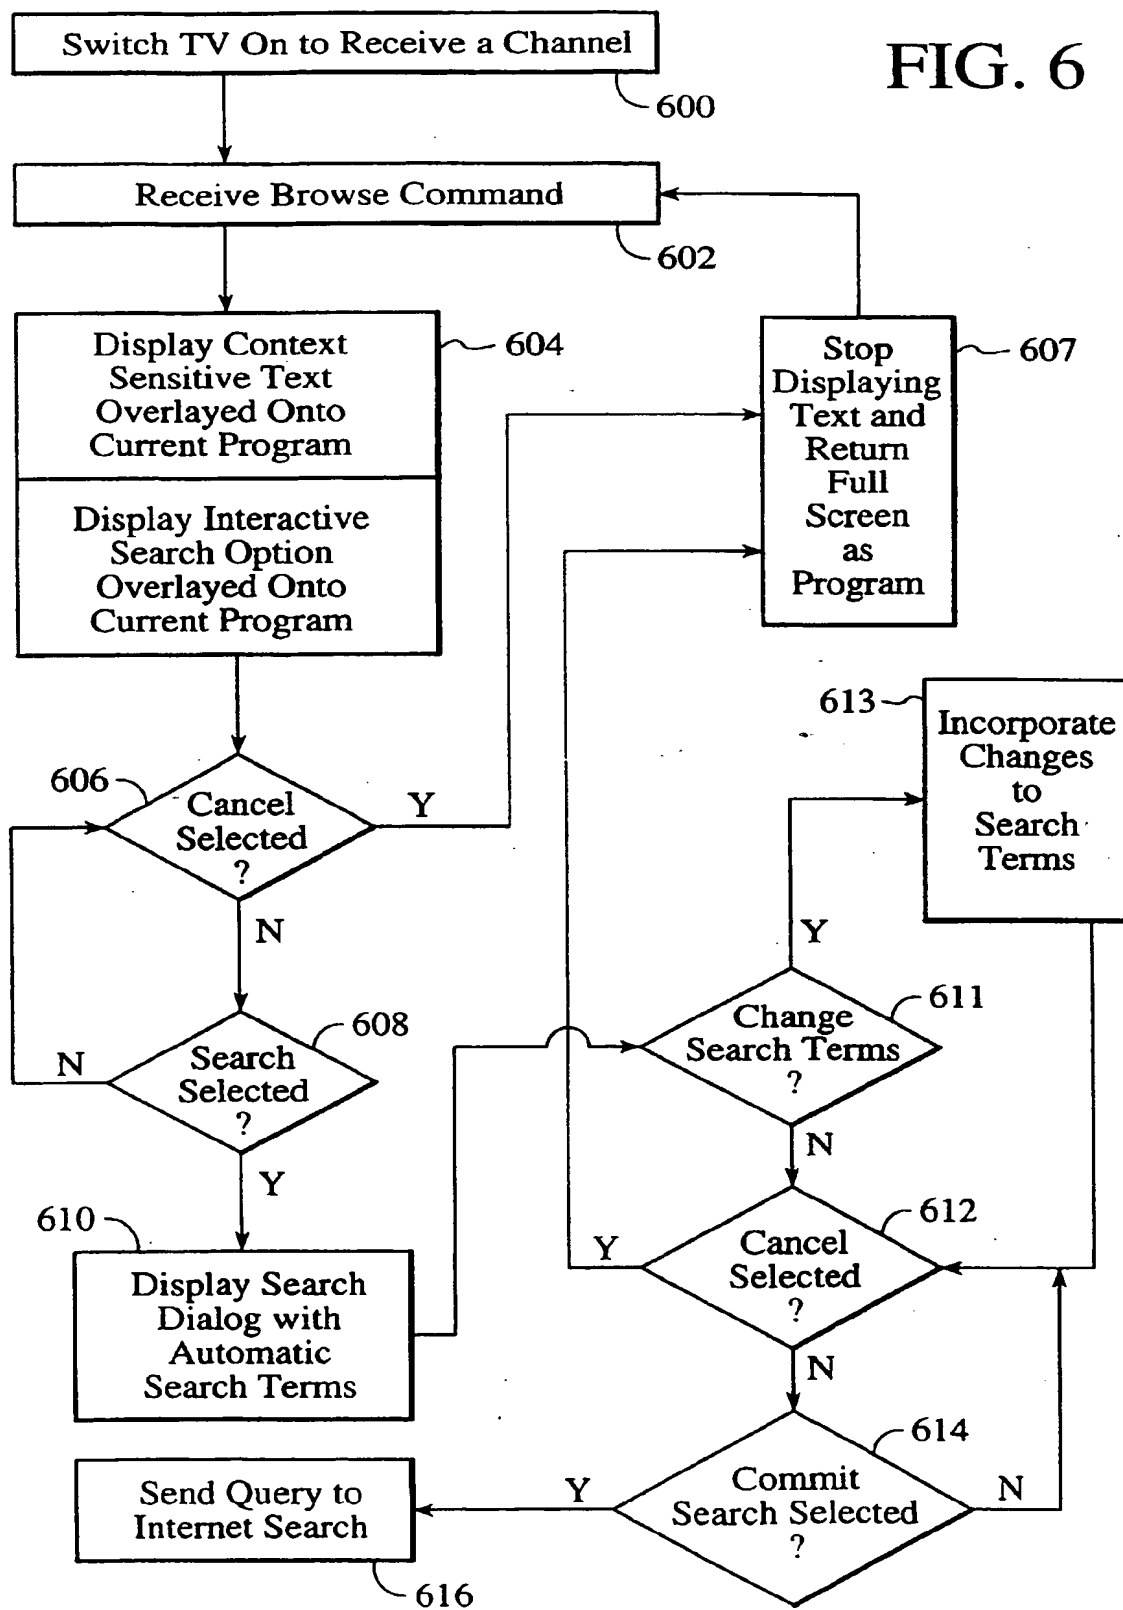 FIG. 6
Switch TV On to Receive a Channel
600
Receive Browse Command
602
Display Context
Sensitive Text
Overlayed Onto
Current Program
604
Display Interactive
Search Option
Overlayed Onto
Current Program
Stop
Displaying
Text and
Return
Full
Screen
as
Program
607
606
Cancel
Selected
?
Y
N
608
Search
Selected
?
N
Y
610
Display Search
Dialog with
Automatic
Search Terms
613
Incorporate
Changes
to
Search
Terms
Y
611
Change
Search Terms
?
N
612
Cancel
Selected
?
Y
N
614
Commit
Search Selected
?
Y
N
Send Query to
Internet Search
616